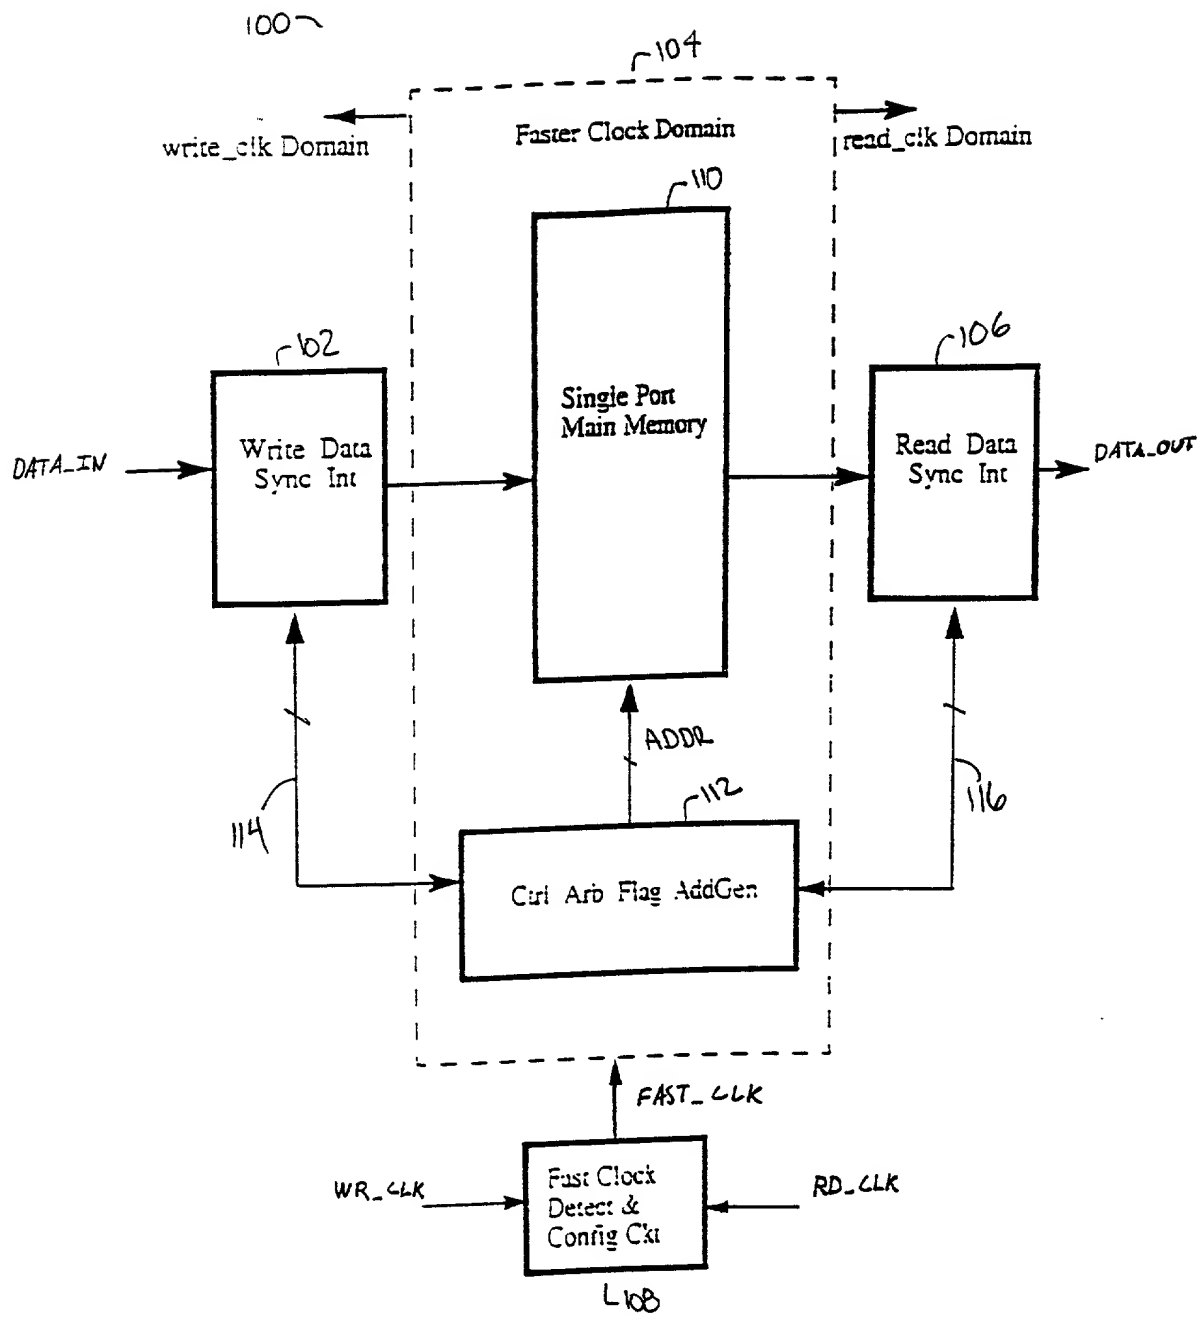 100
104
write_clk Domain
Faster Clock Domain
read_clk Domain
110
102
106
Single Port
Main Memory
Write Data
Sync Int
Read Data
Sync Int
DATA_IN
DATA_OUT
ADDR
112
114
116
Ctrl Arb Flag AddGen
FAST_CLK
WR_CLK
Fast Clock
Detect &
Config Ckt
RD_CLK
108